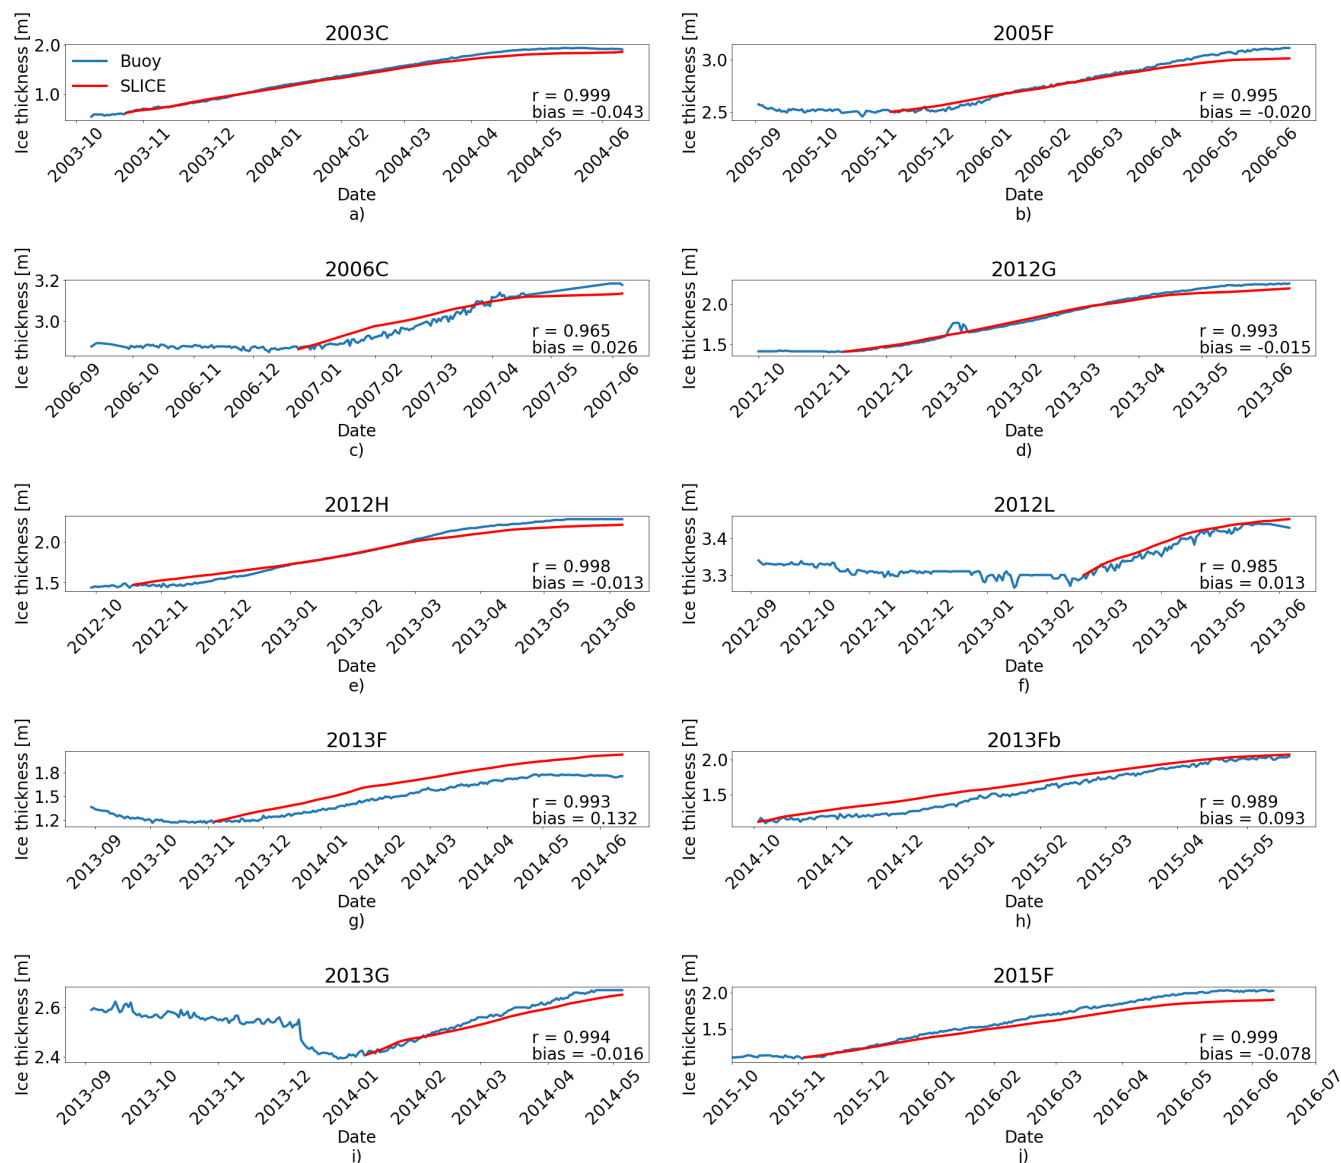 2003C
Ice thickness [m]
2.0
1.0
Buoy
SLICE
r = 0.999
bias = -0.043
2003-10
2003-11
2003-12
2004-01
2004-02
2004-03
2004-04
2004-05
2004-06
Date
a)
2005F
Ice thickness [m]
3.0
2.5
r = 0.995
bias = -0.020
2005-09
2005-10
2005-11
2005-12
2006-01
2006-02
2006-03
2006-04
2006-05
2006-06
Date
b)
2006C
Ice thickness [m]
3.2
3.0
r = 0.965
bias = 0.026
2006-09
2006-10
2006-11
2006-12
2007-01
2007-02
2007-03
2007-04
2007-05
2007-06
Date
c)
2012G
Ice thickness [m]
2.0
1.5
r = 0.993
bias = -0.015
2012-10
2012-11
2012-12
2013-01
2013-02
2013-03
2013-04
2013-05
2013-06
Date
d)
2012H
Ice thickness [m]
2.0
1.5
r = 0.998
bias = -0.013
2012-10
2012-11
2012-12
2013-01
2013-02
2013-03
2013-04
2013-05
2013-06
Date
e)
2012L
Ice thickness [m]
3.4
3.3
r = 0.985
bias = 0.013
2012-09
2012-10
2012-11
2012-12
2013-01
2013-02
2013-03
2013-04
2013-05
2013-06
Date
f)
2013F
Ice thickness [m]
1.8
1.5
1.2
r = 0.993
bias = 0.132
2013-09
2013-10
2013-11
2013-12
2014-01
2014-02
2014-03
2014-04
2014-05
2014-06
Date
g)
2013Fb
Ice thickness [m]
2.0
1.5
r = 0.989
bias = 0.093
2014-10
2014-11
2014-12
2015-01
2015-02
2015-03
2015-04
2015-05
Date
h)
2013G
Ice thickness [m]
2.6
2.4
r = 0.994
bias = -0.016
2013-09
2013-10
2013-11
2013-12
2014-01
2014-02
2014-03
2014-04
2014-05
Date
i)
2015F
Ice thickness [m]
2.0
1.5
r = 0.999
bias = -0.078
2015-10
2015-11
2015-12
2016-01
2016-02
2016-03
2016-04
2016-05
2016-06
2016-07
Date
j)